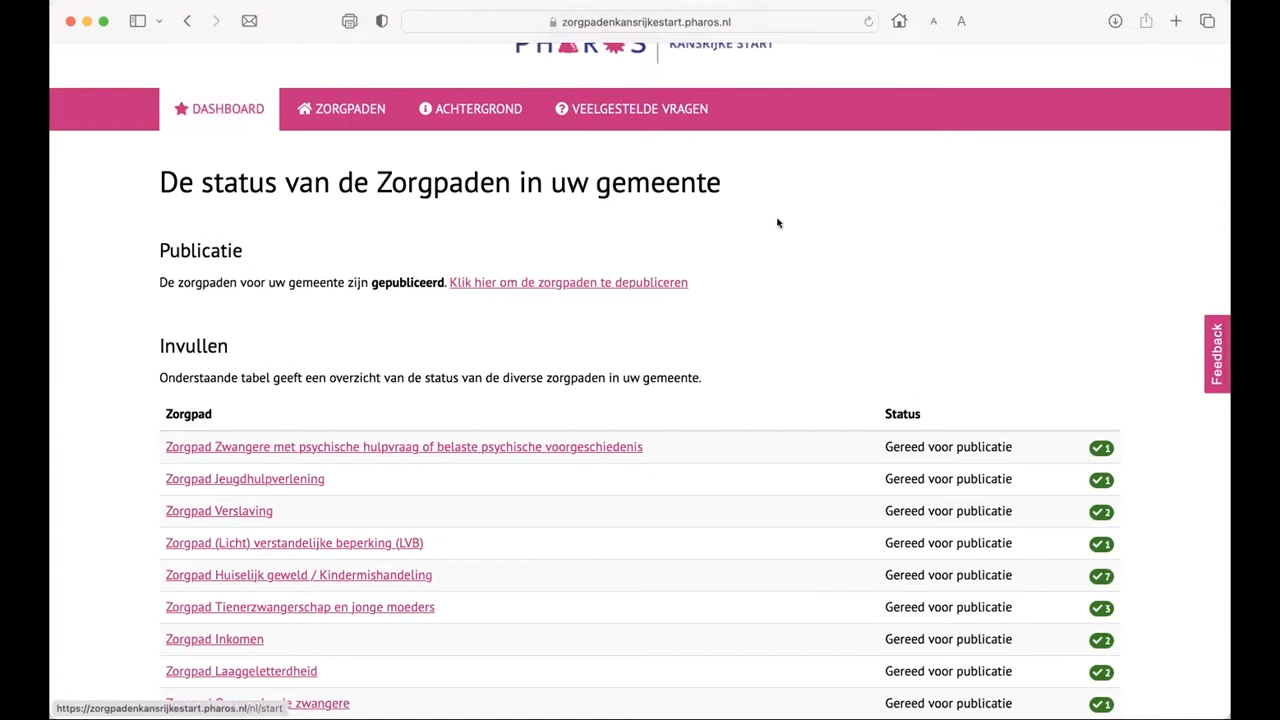 zorgpadenkansrijkestart.pharos.nl
A A
PHAROS KANSRIJKE START
DASHBOARD ZORGPADEN ACHTERGROND VEELGESTELDE VRAGEN
De status van de Zorgpaden in uw gemeente
Publicatie
De zorgpaden voor uw gemeente zijn gepubliceerd. Klik hier om de zorgpaden te depubliceren
Feedback
Invullen
Onderstaande tabel geeft een overzicht van de status van de diverse zorgpaden in uw gemeente.
Zorgpad Status
Zorgpad Zwangere met psychische hulpvraag of belaste psychische voorgeschiedenis Gereed voor publicatie 1
Zorgpad Jeugdhulpverlening Gereed voor publicatie 1
Zorgpad Verslaving Gereed voor publicatie 2
Zorgpad (Licht) verstandelijke beperking (LVB) Gereed voor publicatie 1
Zorgpad Huiselijk geweld / Kindermishandeling Gereed voor publicatie 7
Zorgpad Tienerzwangerschap en jonge moeders Gereed voor publicatie 3
Zorgpad Inkomen Gereed voor publicatie 2
Zorgpad Laaggeletterdheid Gereed voor publicatie 2
zwangere Gereed voor publicatie 1
https://zorgpadenkansrijkestart.pharos.nl/nl/start